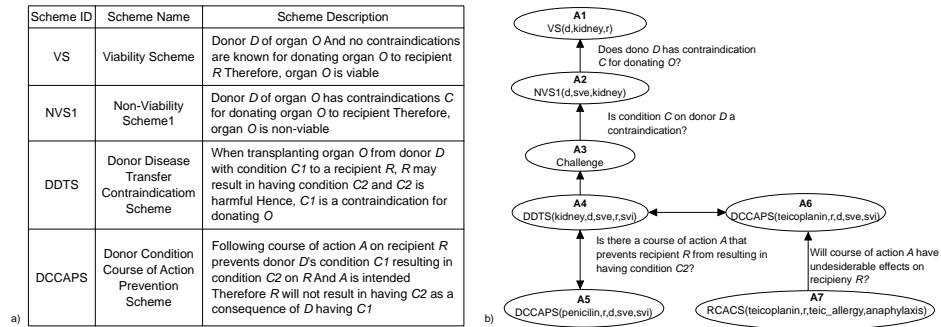 Scheme ID Scheme Name Scheme Description
VS
Viability Scheme
Donor D of organ O And no contraindications
are known for donating organ O to recipient
R Therefore, organ O is viable
NVS1
Non-Viability
Scheme1
Donor D of organ O has contraindications C
for donating organ O to recipient Therefore,
organ O is non-viable
DDTS
Donor Disease
Transfer
Contraindicatiom
Scheme
When transplanting organ O from donor D
with condition C1 to a recipient R, R may
result in having condition C2 and C2 is
harmful Hence, C1 is a contraindication for
donating O
DCCAPS
Donor Condition
Course of Action
Prevention
Scheme
Following course of action A on recipient R
prevents donor D's condition C1 resulting in
condition C2 on R And A is intended
Therefore R will not result in having C2 as a
consequence of D having C1
a)
A1
VS(d,kidney,r)
Does dono D has contraindication
C for donating O?
A2
NVS1(d,sve,kidney)
Is condition C on donor D a
contraindication?
A3
Challenge
A4
DDTS(kidney,d,sve,r,svi)
A6
DCCAPS(teicoplanin,r,d,sve,svi)
Is there a course of action A that
prevents recipient R from resulting in
having condition C2?
Will course of action A have
undesiderable effects on
recipieny R?
A5
DCCAPS(penicilin,r,d,sve,svi)
A7
RCACS(teicoplanin,r,teic_allergy,anaphylaxis)
b)